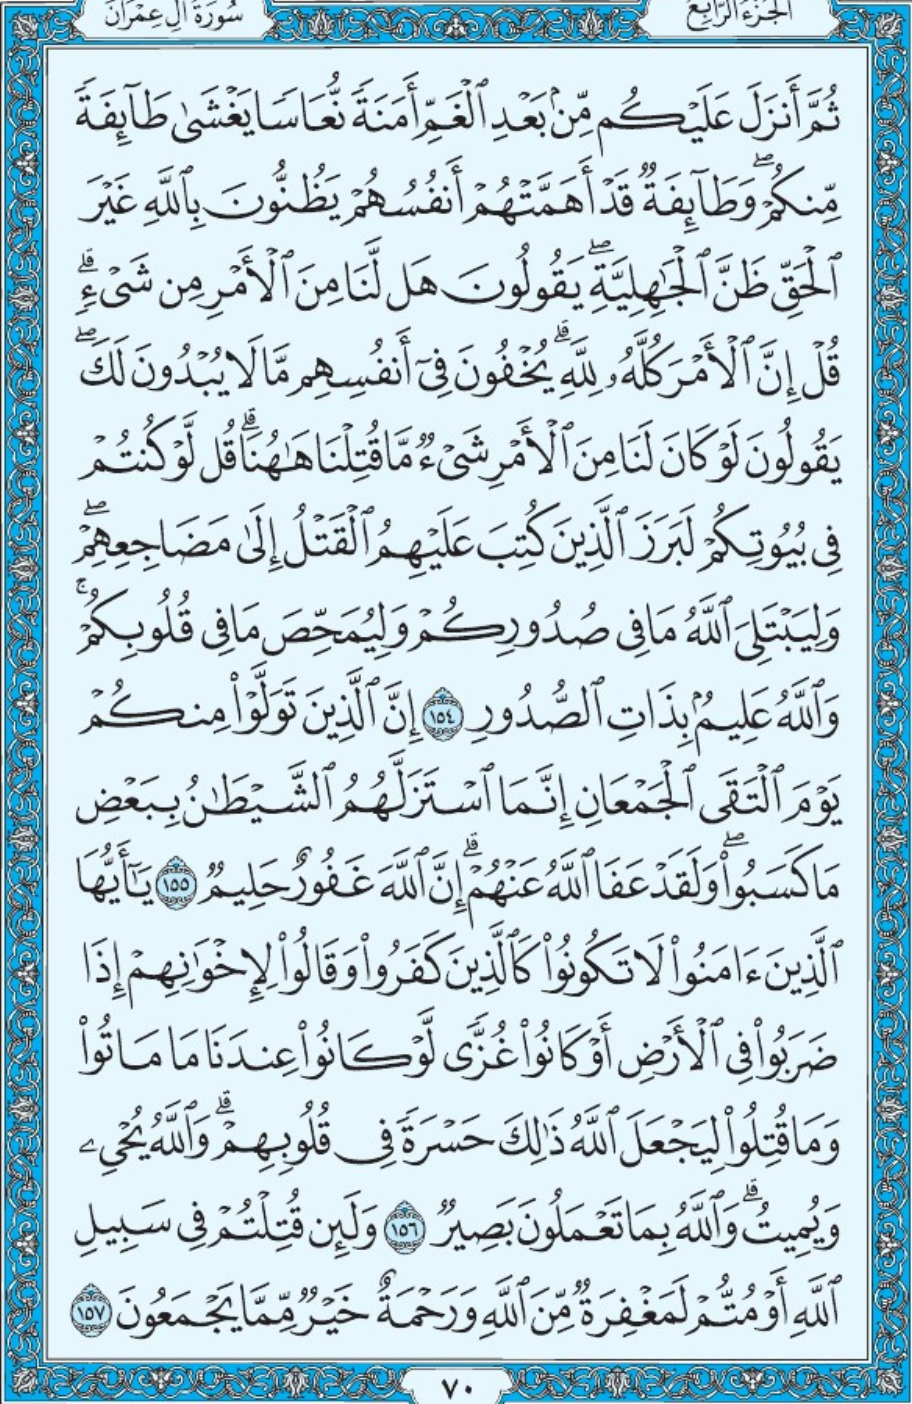 سُورَةُ آلِ عِمْرَانَ
الجُزْءُ الرَّابِعُ
ثُمَّ أَنزَلَ عَلَيْكُم مِّنۢ بَعْدِ ٱلْغَمِّ أَمَنَةً نُّعَاسًا يَغْشَىٰ طَآئِفَةً
مِّنكُمْۖ وَطَآئِفَةٌ قَدْ أَهَمَّتْهُمْ أَنفُسُهُمْ يَظُنُّونَ بِٱللَّهِ غَيْرَ
ٱلْحَقِّ ظَنَّ ٱلْجَٰهِلِيَّةِۖ يَقُولُونَ هَل لَّنَا مِنَ ٱلْأَمْرِ مِن شَىْءٍۗ
قُلْ إِنَّ ٱلْأَمْرَ كُلَّهُۥ لِلَّهِۗ يُخْفُونَ فِىٓ أَنفُسِهِم مَّا لَا يُبْدُونَ لَكَۖ
يَقُولُونَ لَوْ كَانَ لَنَا مِنَ ٱلْأَمْرِ شَىْءٌ مَّا قُتِلْنَا هَٰهُنَاۗ قُل لَّوْ كُنتُمْ
فِى بُيُوتِكُمْ لَبَرَزَ ٱلَّذِينَ كُتِبَ عَلَيْهِمُ ٱلْقَتْلُ إِلَىٰ مَضَاجِعِهِمْۖ
وَلِيَبْتَلِىَ ٱللَّهُ مَا فِى صُدُورِكُمْ وَلِيُمَحِّصَ مَا فِى قُلُوبِكُمْۚ
وَٱللَّهُ عَلِيمٌۢ بِذَاتِ ٱلصُّدُورِ ١٥٤ إِنَّ ٱلَّذِينَ تَوَلَّوْا۟ مِنكُمْ
يَوْمَ ٱلْتَقَى ٱلْجَمْعَانِ إِنَّمَا ٱسْتَزَلَّهُمُ ٱلشَّيْطَٰنُ بِبَعْضِ
مَا كَسَبُوا۟ۖ وَلَقَدْ عَفَا ٱللَّهُ عَنْهُمْۗ إِنَّ ٱللَّهَ غَفُورٌ حَلِيمٌ ١٥٥ يَٰٓأَيُّهَا
ٱلَّذِينَ ءَامَنُوا۟ لَا تَكُونُوا۟ كَٱلَّذِينَ كَفَرُوا۟ وَقَالُوا۟ لِإِخْوَٰنِهِمْ إِذَا
ضَرَبُوا۟ فِى ٱلْأَرْضِ أَوْ كَانُوا۟ غُزًّى لَّوْ كَانُوا۟ عِندَنَا مَا مَاتُوا۟
وَمَا قُتِلُوا۟ لِيَجْعَلَ ٱللَّهُ ذَٰلِكَ حَسْرَةً فِى قُلُوبِهِمْۗ وَٱللَّهُ يُحْىِۦ
وَيُمِيتُۗ وَٱللَّهُ بِمَا تَعْمَلُونَ بَصِيرٌ ١٥٦ وَلَئِن قُتِلْتُمْ فِى سَبِيلِ
ٱللَّهِ أَوْ مُتُّمْ لَمَغْفِرَةٌ مِّنَ ٱللَّهِ وَرَحْمَةٌ خَيْرٌ مِّمَّا يَجْمَعُونَ ١٥٧
٧٠